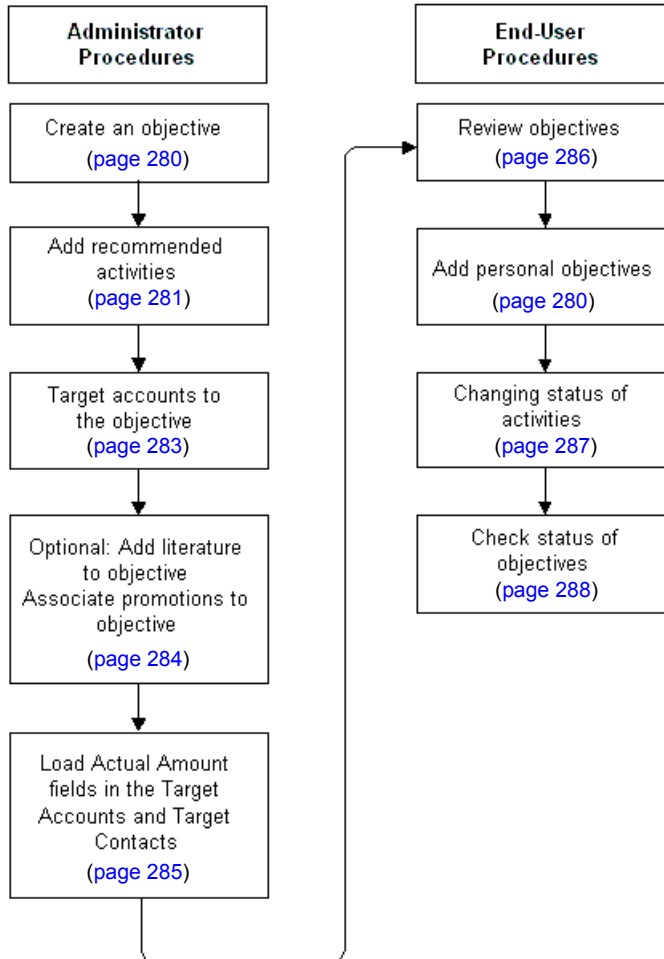 Administrator
Procedures
Create an objective
(page 280)
Add recommended
activities
(page 281)
Target accounts to
the objective
(page 283)
Optional: Add literature
to objective
Associate promotions to
objective
(page 284)
Load Actual Amount
fields in the Target
Accounts and Target
Contacts
(page 285)
End-User
Procedures
Review objectives
(page 286)
Add personal objectives
(page 280)
Changing status of
activities
(page 287)
Check status of
objectives
(page 288)